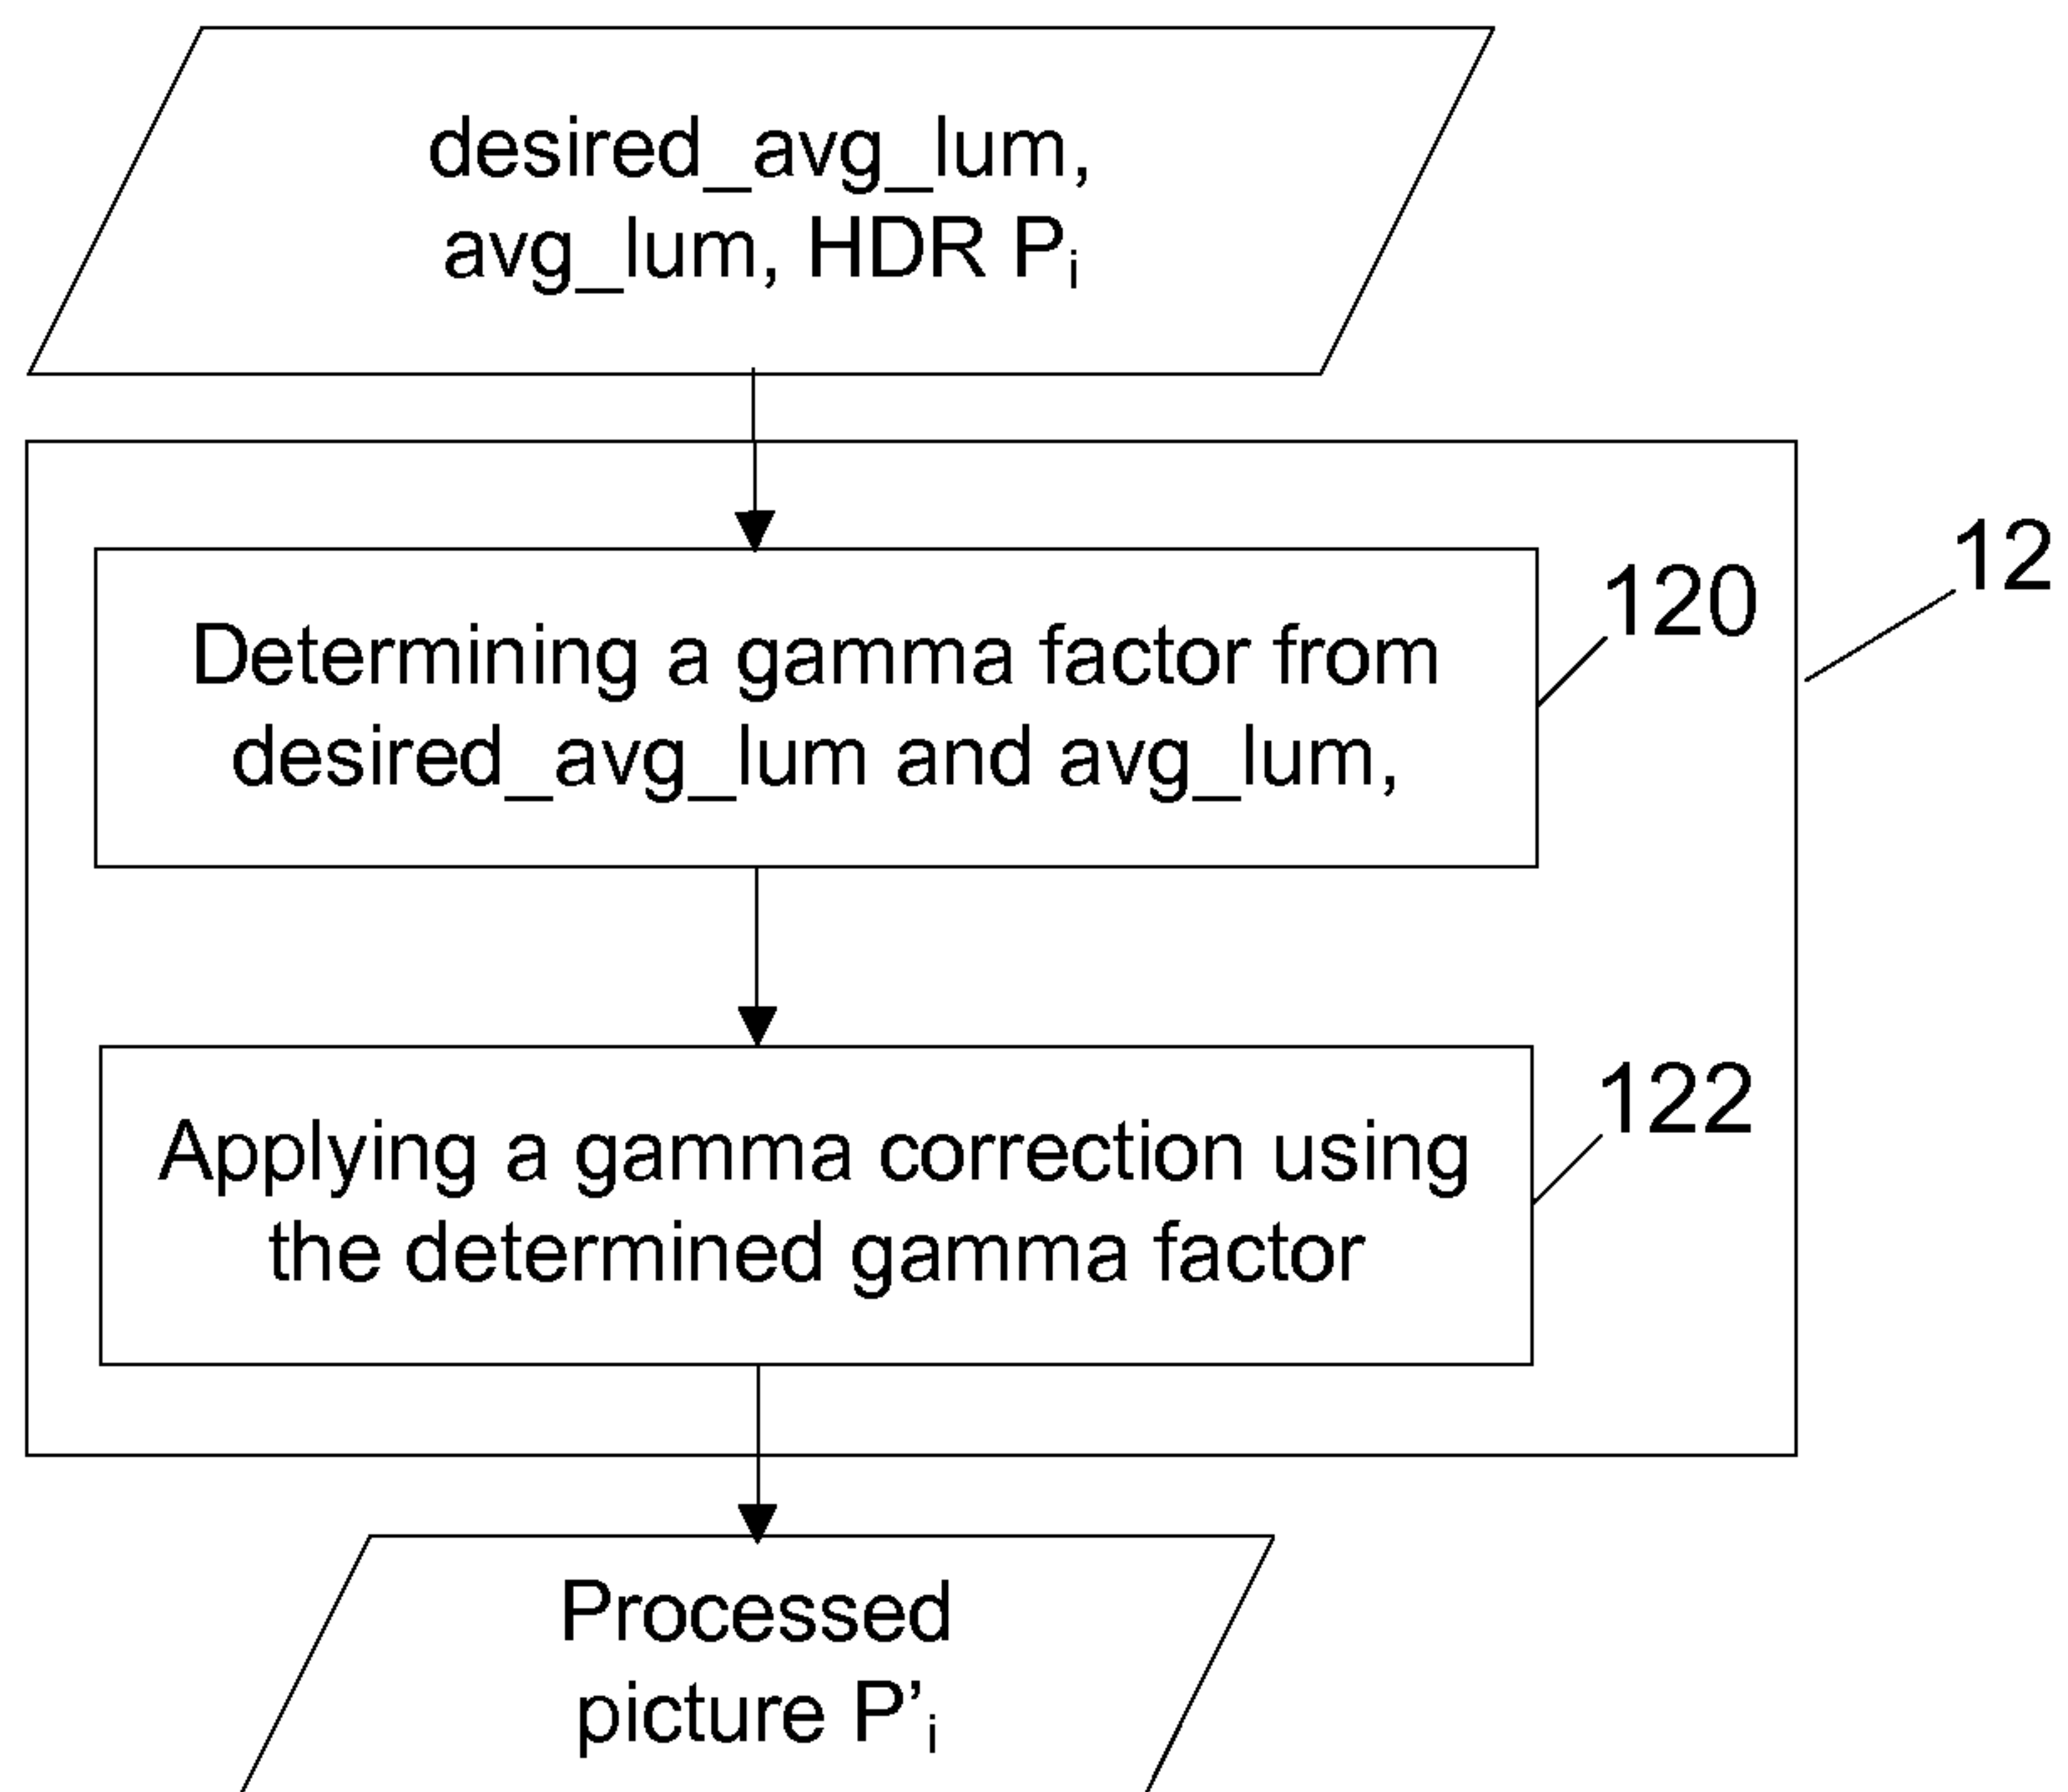 desired_avg_lum,
avg_lum, HDR Pᵢ
12
120
Determining a gamma factor from
desired_avg_lum and avg_lum,
122
Applying a gamma correction using
the determined gamma factor
Processed
picture P’ᵢ